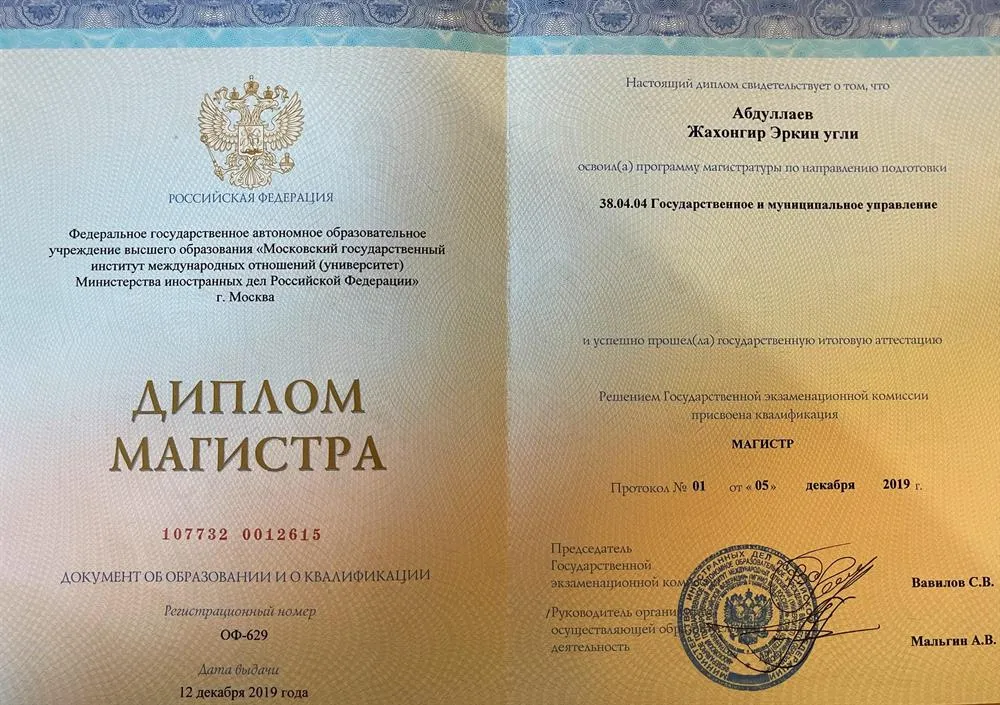 РОССИЙСКАЯ ФЕДЕРАЦИЯ
Федеральное государственное автономное образовательное
учреждение высшего образования «Московский государственный
институт международных отношений (университет)
Министерства иностранных дел Российской Федерации»
г. Москва
ДИПЛОМ
МАГИСТРА
107732 0012615
ДОКУМЕНТ ОБ ОБРАЗОВАНИИ И О КВАЛИФИКАЦИИ
Регистрационный номер
ОФ-629
Дата выдачи
12 декабря 2019 года
Настоящий диплом свидетельствует о том, что
Абдуллаев
Жахонгир Эркин угли
освоил(а) программу магистратуры по направлению подготовки
38.04.04 Государственное и муниципальное управление
и успешно прошел(ла) государственную итоговую аттестацию
Решением Государственной экзаменационной комиссии
присвоена квалификация
МАГИСТР
Протокол № 01 от « 05 » декабря 2019 г.
Председатель
Государственной
экзаменационной
Вавилов С.В.
/Руководитель
осуществляющей
Мальгин А.В.
деятельность